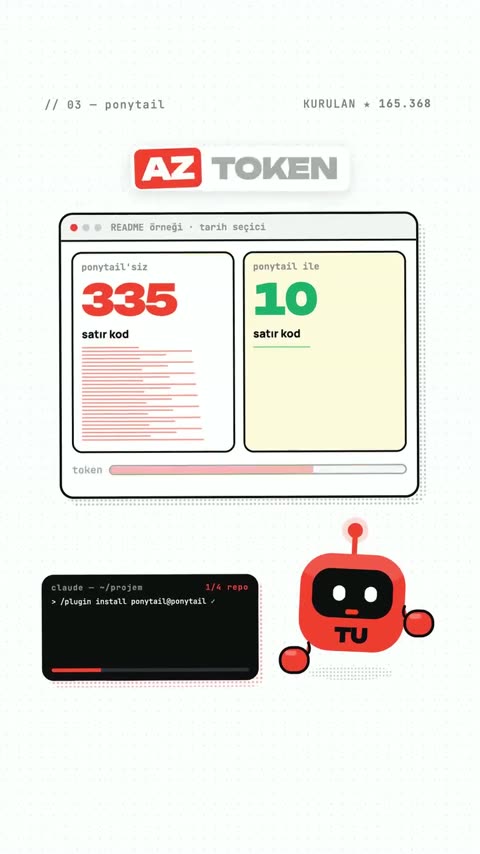 // 03 — ponytail
KURULAN ★ 165.368
AZ TOKEN
README örneği · tarih seçici
ponytail'siz
335
satır kod
ponytail ile
10
satır kod
token
claude — ~/projem
1/4 repo
> /plugin install ponytail@ponytail ✓
TU